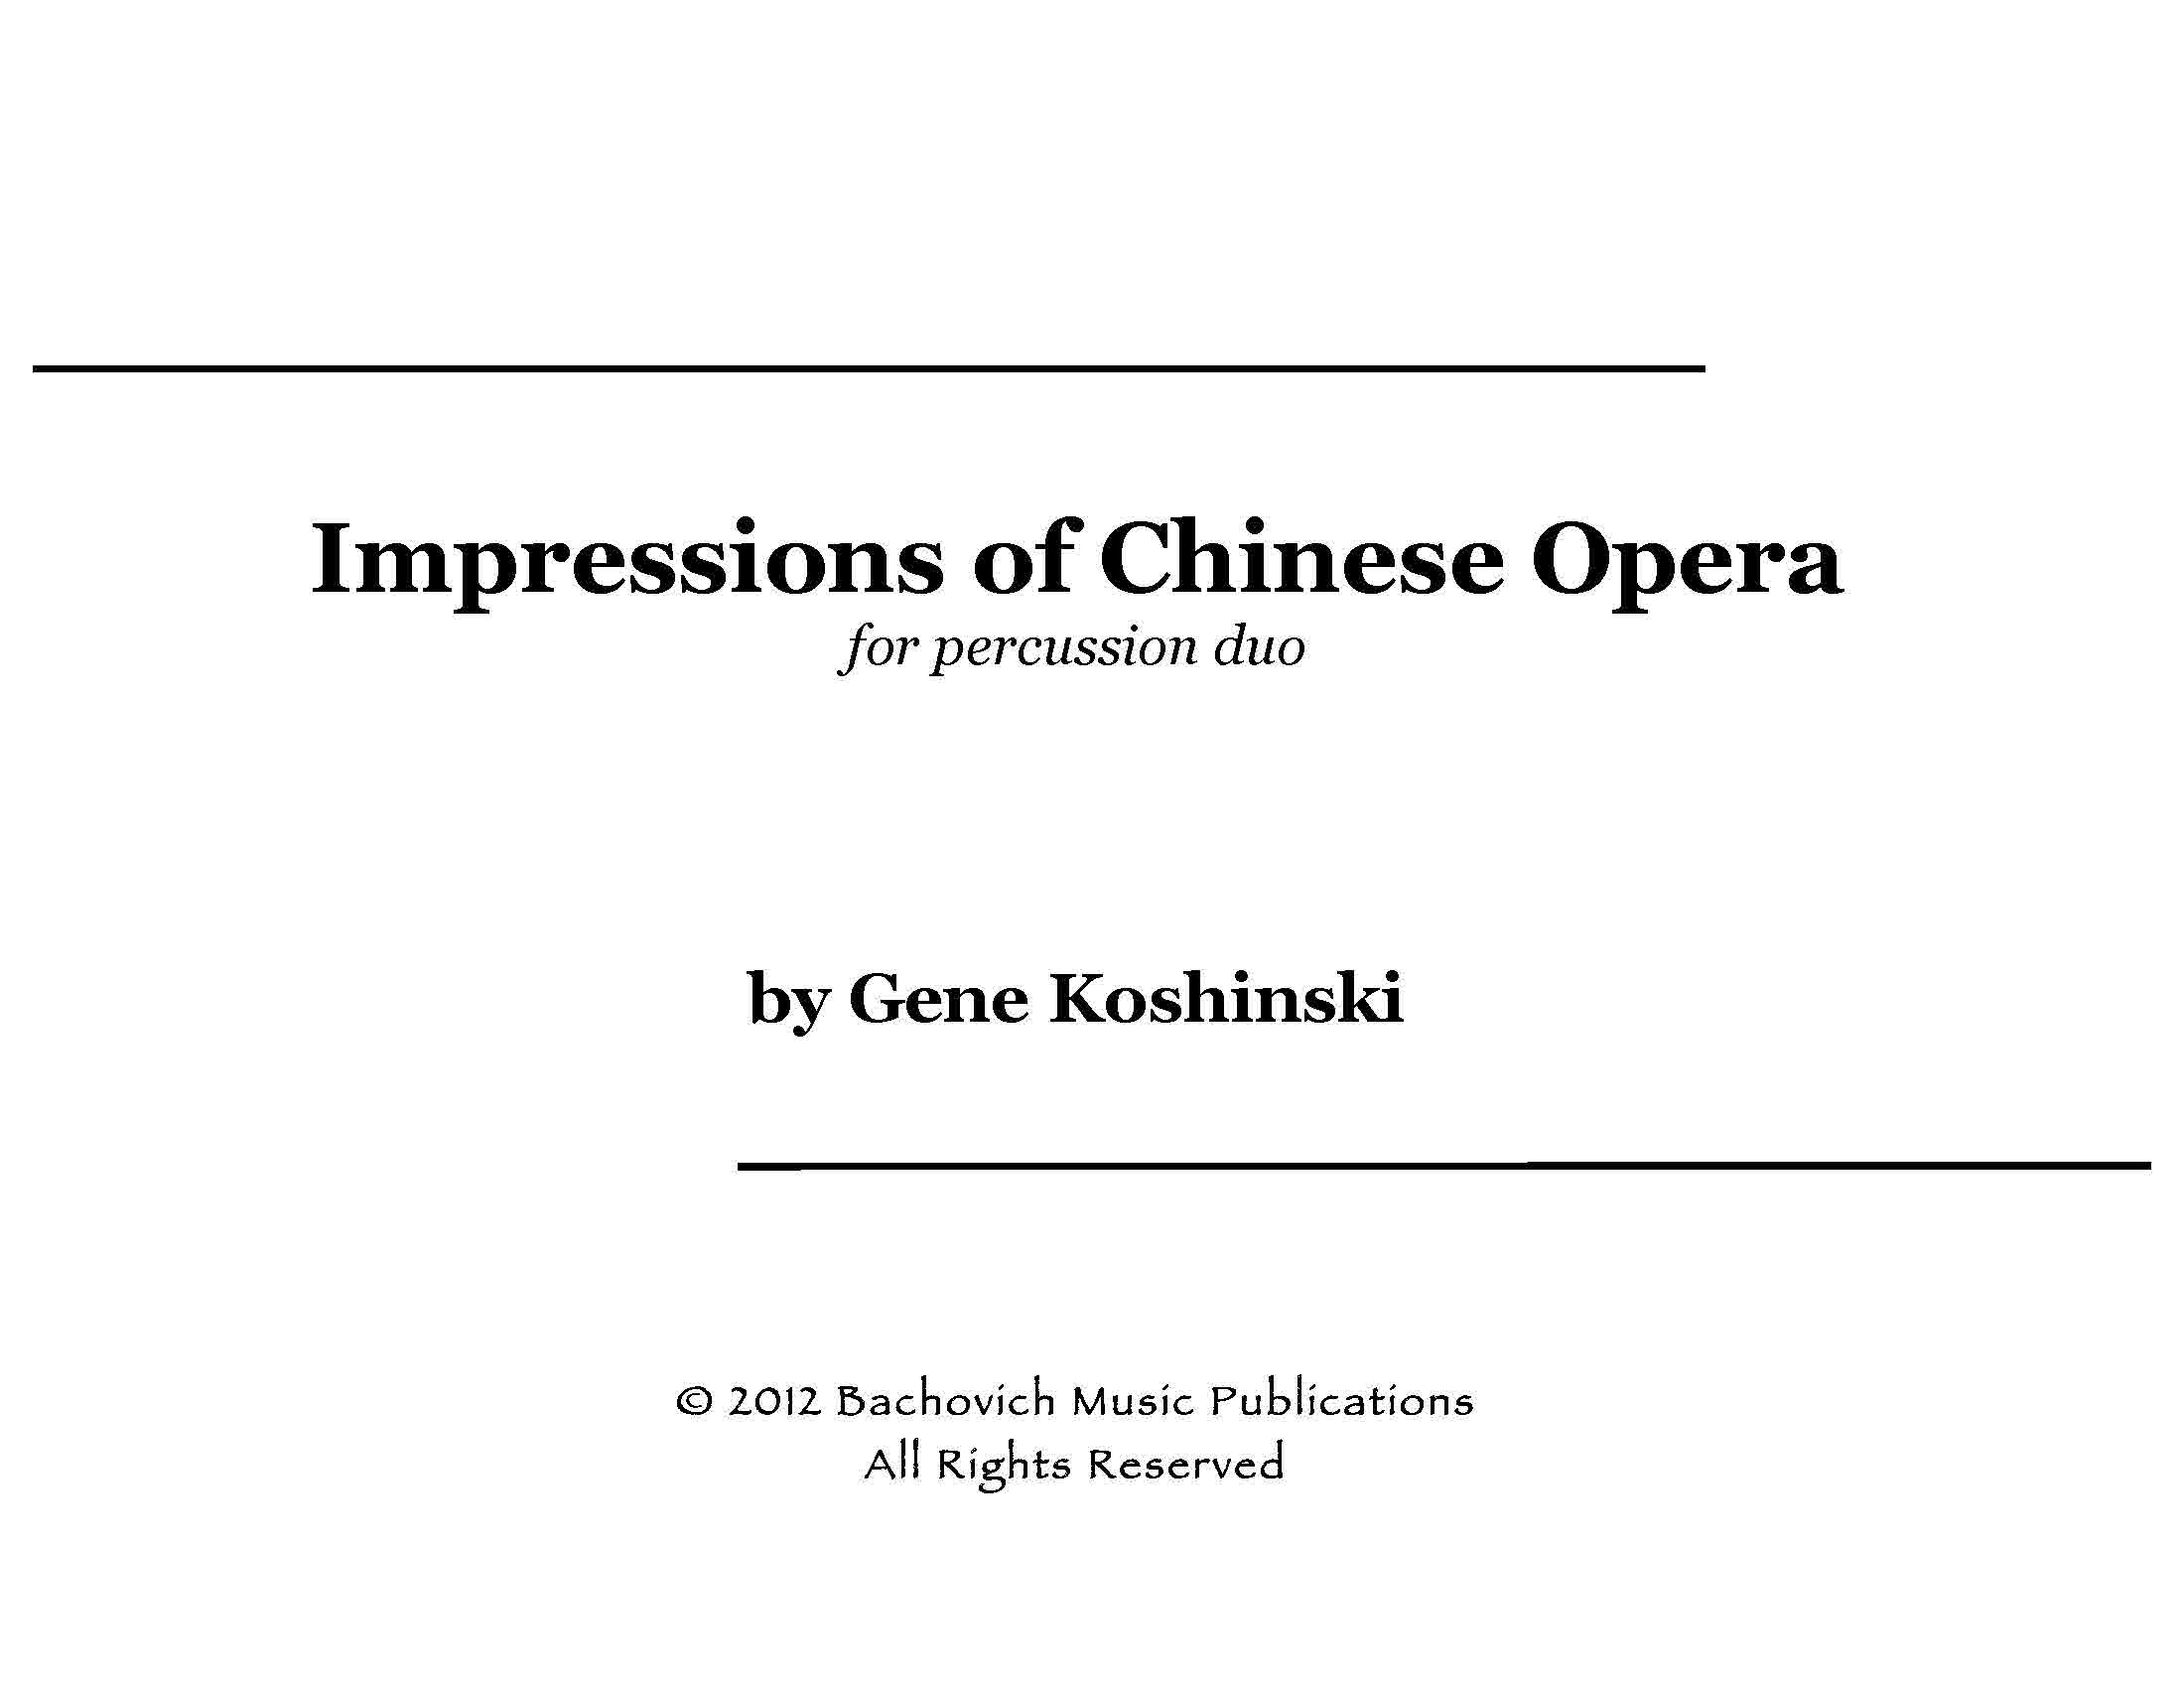 Impressions of Chinese Opera
for percussion duo
by Gene Koshinski
© 2012 Bachovich Music Publications
All Rights Reserved